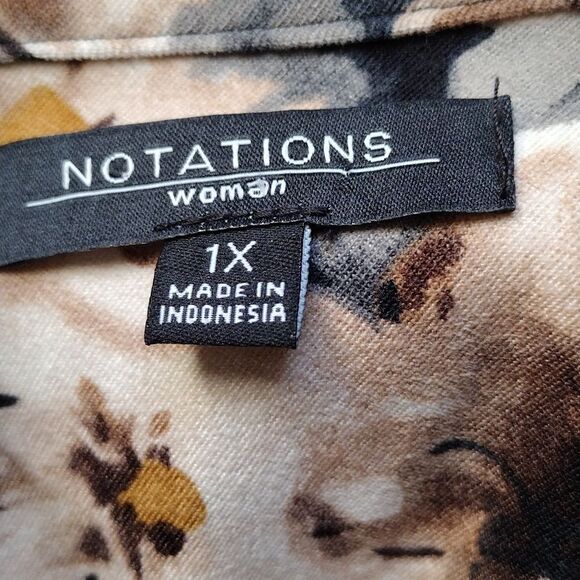 NOTATIONS
woman
1X
MADE IN
INDONESIA